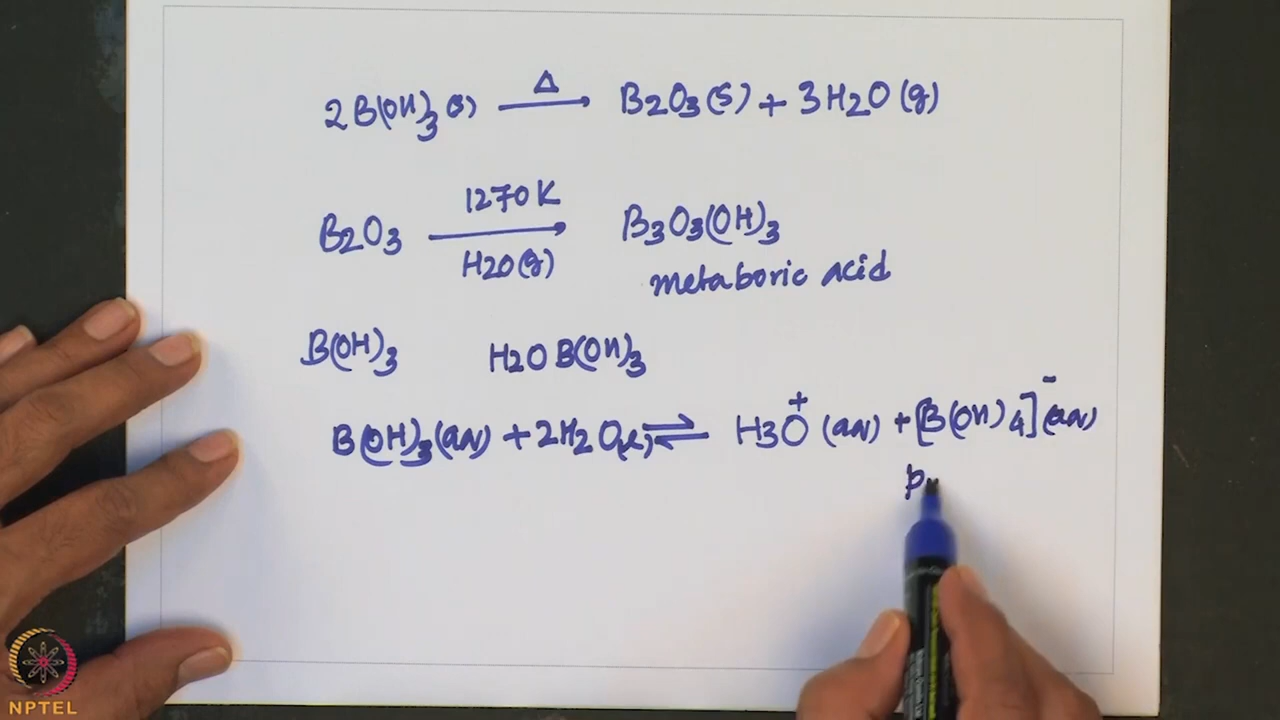 2B(OH)3(s) →Δ B2O3(s) + 3H2O(g)
B2O3 →1270K H2O(g) B3O3(OH)3
metaboric acid
B(OH)3 H2O B(OH)3
B(OH)3(aq) + 2H2O(l) ⇌ H3O+(aq) + [B(OH)4]-(aq)
p
NPTEL